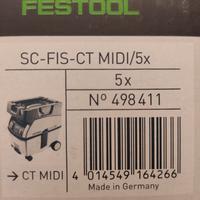 FESTOOL
SC-FIS-CT MIDI/5x
5x
Nº 498411
→ CT MIDI
4 014549 164266
Made in Germany